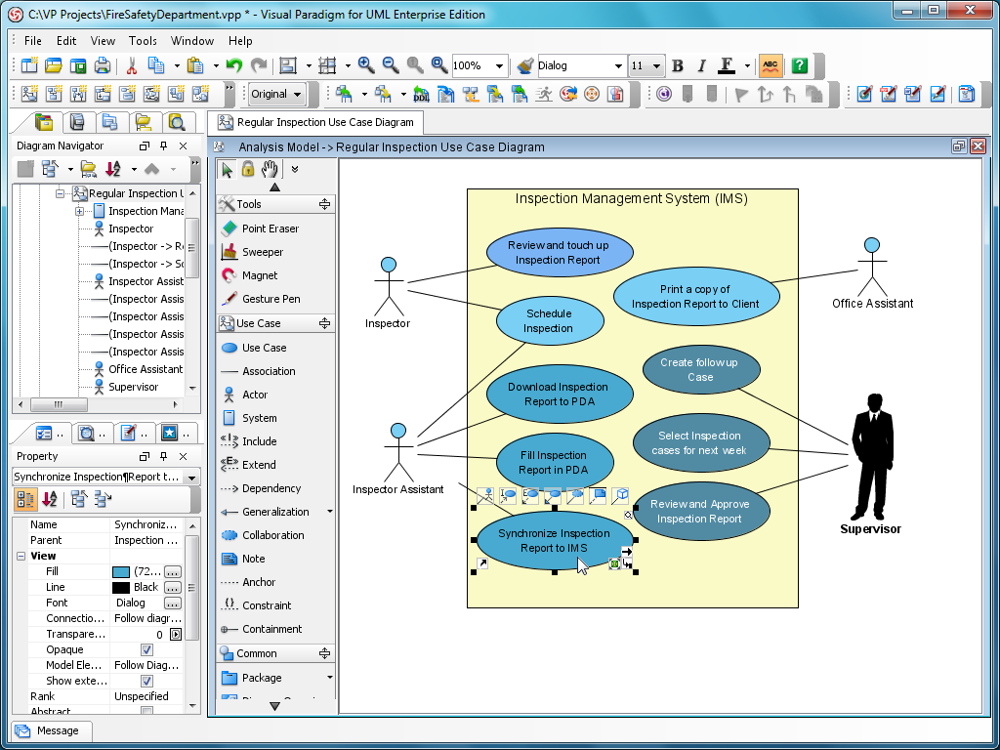 C:\VP Projects\FireSafetyDepartment.vpp * - Visual Paradigm for UML Enterprise Edition
File Edit View Tools Window Help
100% Dialog 11 B I F ABC ?
Original DDL
Regular Inspection Use Case Diagram
Diagram Navigator
Analysis Model -> Regular Inspection Use Case Diagram
Regular Inspection U
Inspection Mana
Inspector
(Inspector -> Re
(Inspector -> Sc
Inspector Assist
(Inspector Assis
(Inspector Assis
(Inspector Assis
(Inspector Assis
Office Assistant
Supervisor
Property
Synchronize Inspection¶Report t...
Name Synchroniz...
Parent Inspection ...
View
Fill (72...
Line Black
Font Dialog
Connectio... Follow diagr...
Transpare... 0
Opaque
Model Ele... Follow Diag...
Show exte...
Rank Unspecified
Abstract
Message
Tools
Point Eraser
Sweeper
Magnet
Gesture Pen
Use Case
Use Case
Association
Actor
System
Include
Extend
Dependency
Generalization
Collaboration
Note
Anchor
Constraint
Containment
Common
Package
Inspection Management System (IMS)
Review and touch up
Inspection Report
Print a copy of
Inspection Report to Client
Schedule
Inspection
Create follow up
Case
Download Inspection
Report to PDA
Select Inspection
cases for next week
Fill Inspection
Report in PDA
Review and Approve
Inspection Report
Synchronize Inspection
Report to IMS
Inspector
Inspector Assistant
Office Assistant
Supervisor